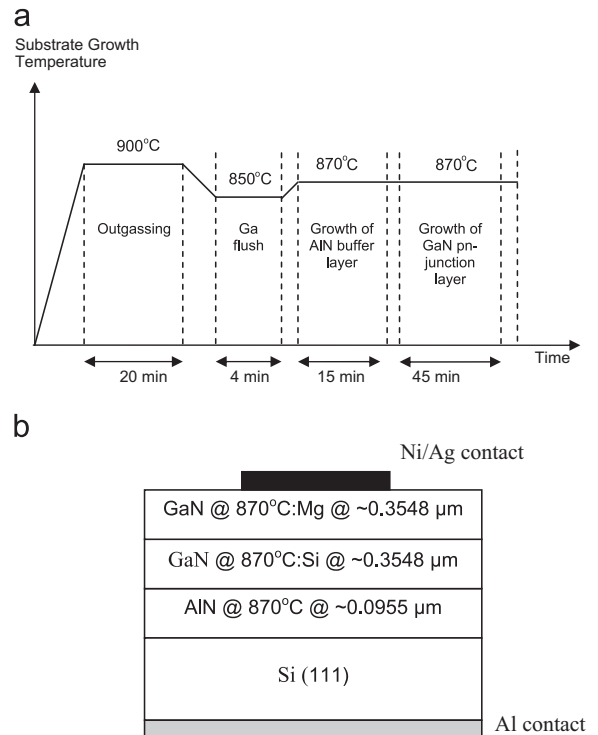 a
Substrate Growth
Temperature
900°C
850°C
870°C
870°C
Outgassing
Ga
flush
Growth of
AlN buffer
layer
Growth of
GaN pn-
junction
layer
Time
20 min
4 min
15 min
45 min
b
Ni/Ag contact
GaN @ 870°C:Mg @ ~0.3548 µm
GaN @ 870°C:Si @ ~0.3548 µm
AlN @ 870°C @ ~0.0955 µm
Si (111)
Al contact